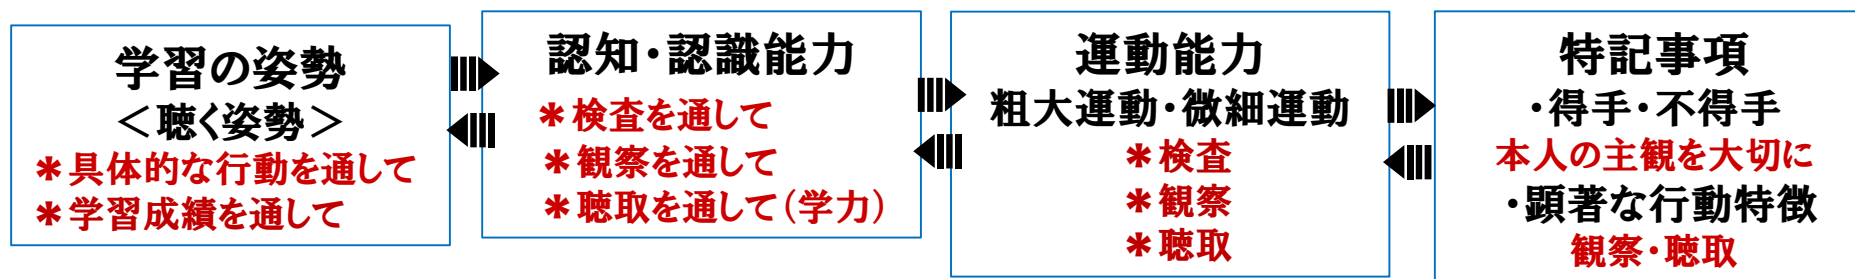 学習の姿勢
＜聴く姿勢＞
＊具体的な行動を通して
＊学習成績を通して
認知・認識能力
＊検査を通して
＊観察を通して
＊聴取を通して（学力）
運動能力
粗大運動・微細運動
＊検査
＊観察
＊聴取
特記事項
・得手・不得手
本人の主観を大切に
・顕著な行動特徴
観察・聴取